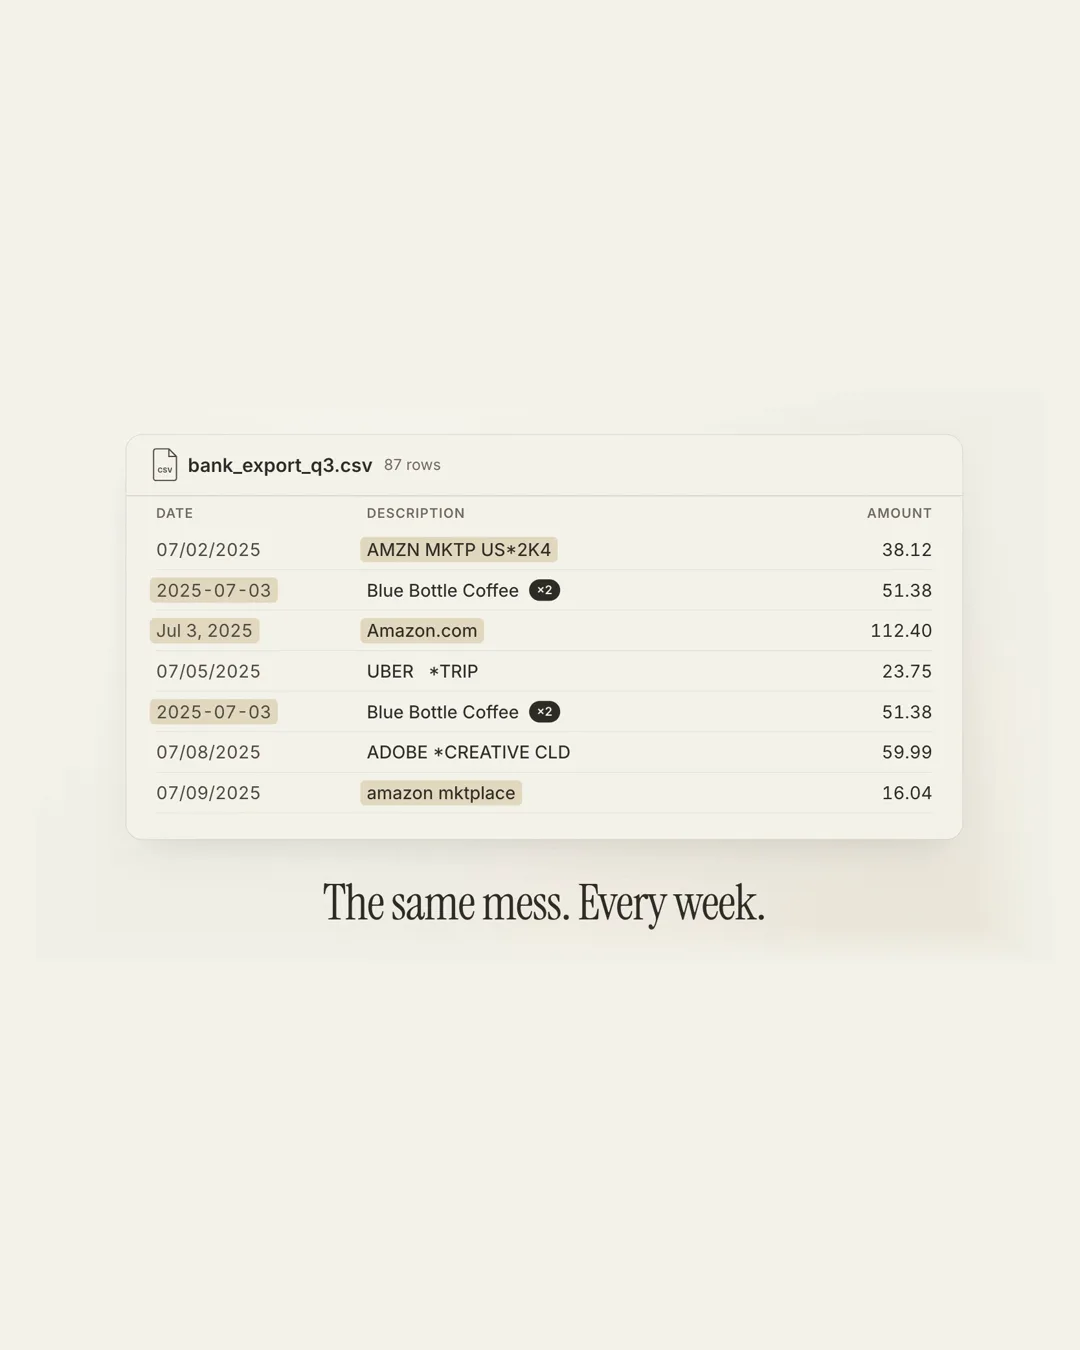 csv
bank_export_q3.csv 87 rows
DATE DESCRIPTION AMOUNT
07/02/2025 AMZN MKTP US*2K4 38.12
2025-07-03 Blue Bottle Coffee ×2 51.38
Jul 3, 2025 Amazon.com 112.40
07/05/2025 UBER *TRIP 23.75
2025-07-03 Blue Bottle Coffee ×2 51.38
07/08/2025 ADOBE *CREATIVE CLD 59.99
07/09/2025 amazon mktplace 16.04
The same mess. Every week.